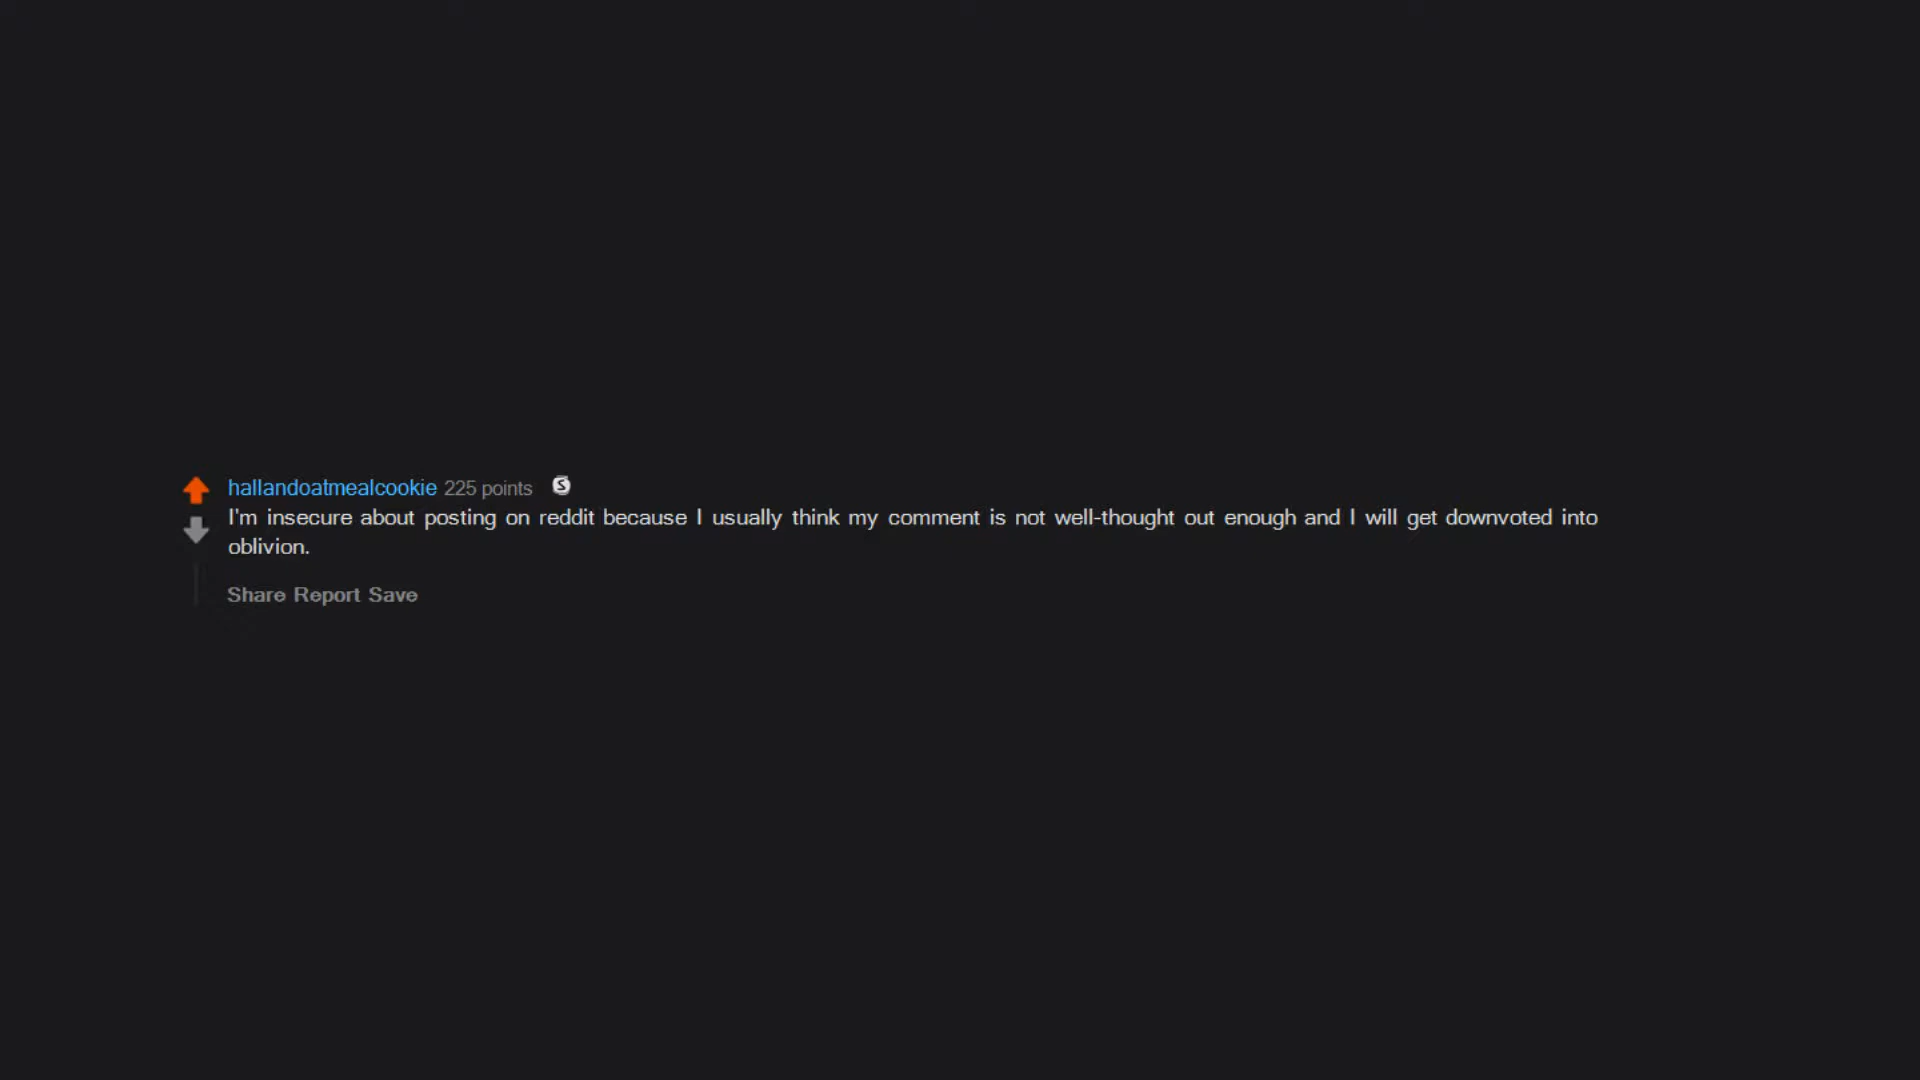 hallandoatmealcookie 225 points S
I'm insecure about posting on reddit because I usually think my comment is not well-thought out enough and I will get downvoted into
oblivion.
Share Report Save